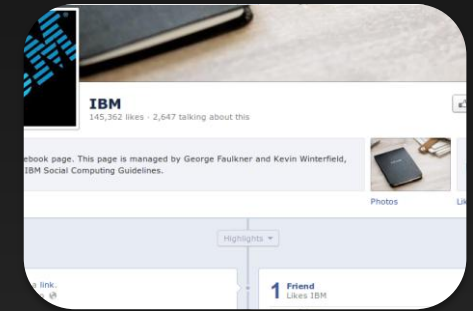 IBM
145,362 likes · 2,647 talking about this
ebook page. This page is managed by George Faulkner and Kevin Winterfield,
IBM Social Computing Guidelines.
Photos
Lik
Highlights
a link.
1 Friend
Likes IBM